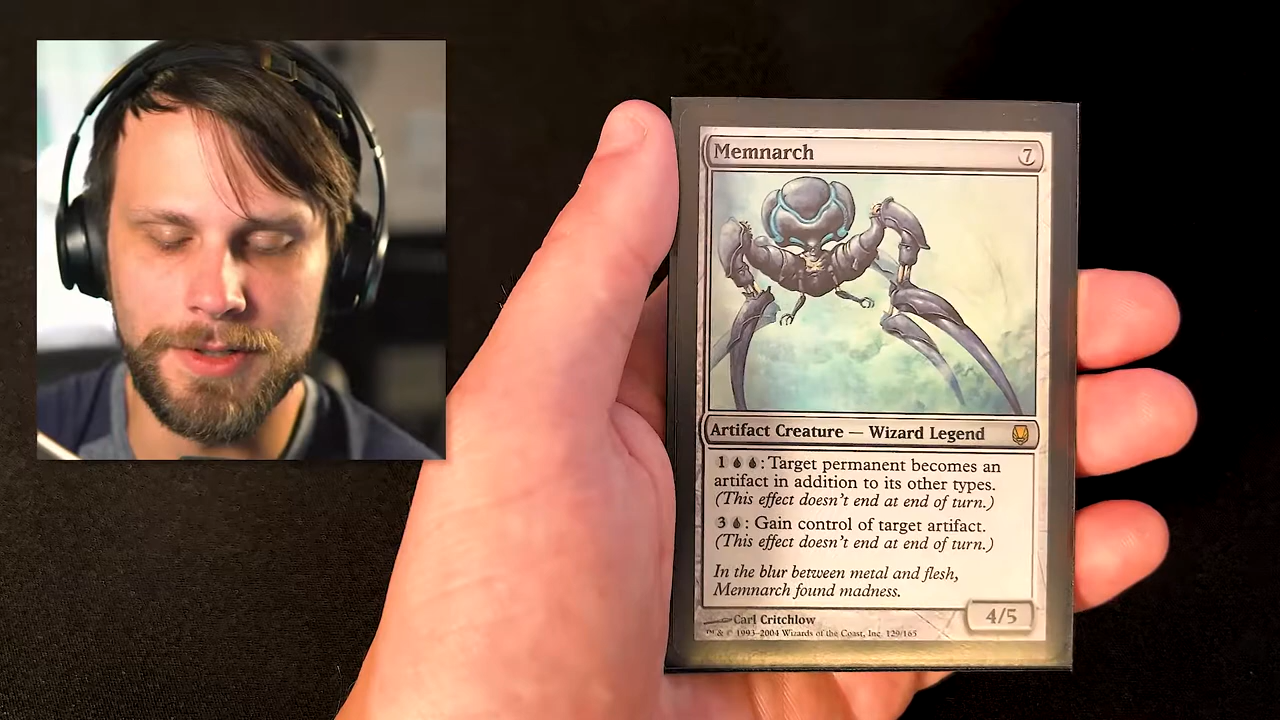 Memnarch 7
Artifact Creature — Wizard Legend
1: Target permanent becomes an
artifact in addition to its other types.
(This effect doesn't end at end of turn.)
3: Gain control of target artifact.
(This effect doesn't end at end of turn.)
In the blur between metal and flesh,
Memnarch found madness.
4/5
Carl Critchlow
™ & © 1993–2004 Wizards of the Coast, Inc. 129/165